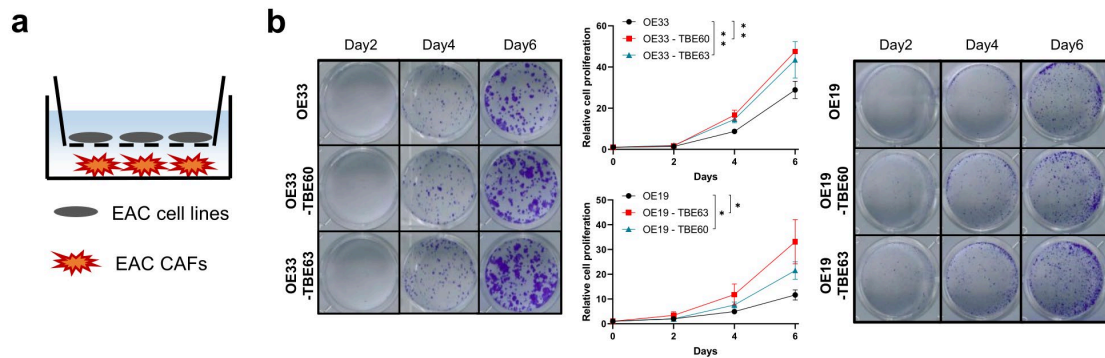 a
EAC cell lines
EAC CAFs
b
Day2 Day4 Day6
OE33
OE33
-TBE60
OE33
-TBE63
Relative cell proliferation
60
40
20
0
0 2 4 6
Days
OE33
OE33 - TBE60
OE33 - TBE63
* *
* *
Relative cell proliferation
50
40
30
20
10
0
0 2 4 6
Days
OE19
OE19 - TBE63
OE19 - TBE60
*
*
Day2 Day4 Day6
OE19
OE19
-TBE60
OE19
-TBE63